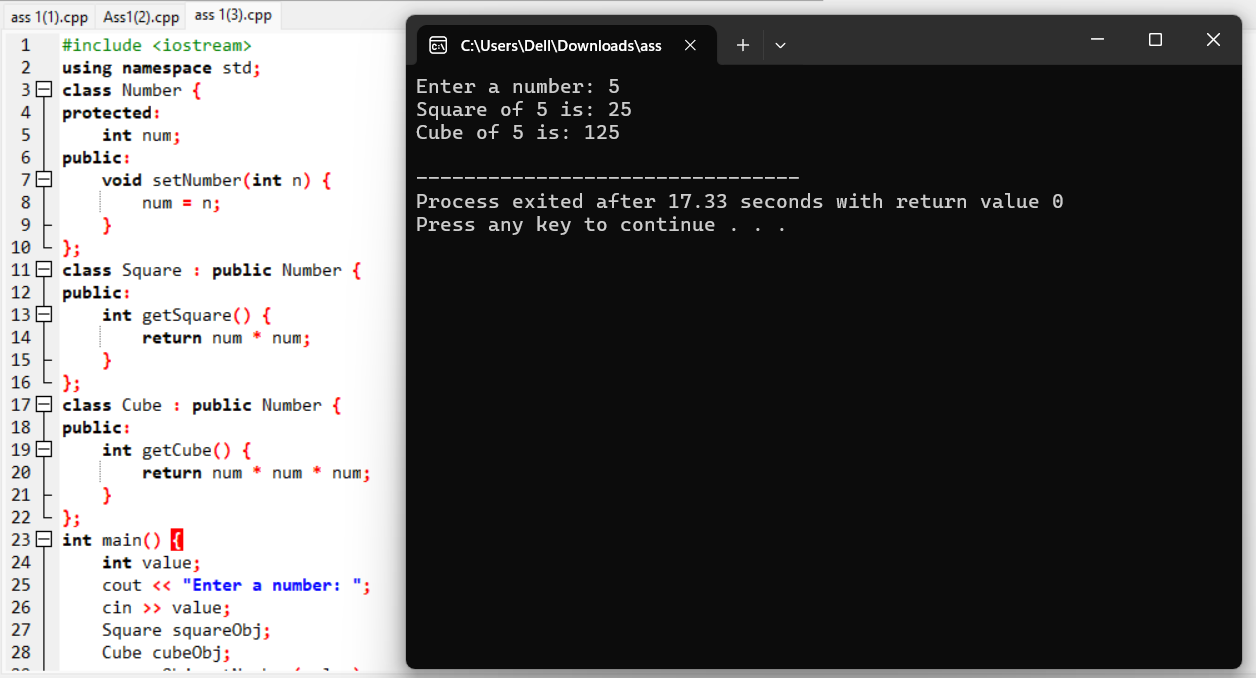 ass 1(1).cpp Ass1(2).cpp ass 1(3).cpp
1 #include <iostream>
2 using namespace std;
3 class Number {
4 protected:
5 int num;
6 public:
7 void setNumber(int n) {
8 num = n;
9 }
10 };
11 class Square : public Number {
12 public:
13 int getSquare() {
14 return num * num;
15 }
16 };
17 class Cube : public Number {
18 public:
19 int getCube() {
20 return num * num * num;
21 }
22 };
23 int main() {
24 int value;
25 cout << "Enter a number: ";
26 cin >> value;
27 Square squareObj;
28 Cube cubeObj;
C:\Users\Dell\Downloads\ass
Enter a number: 5
Square of 5 is: 25
Cube of 5 is: 125
--------------------------------
Process exited after 17.33 seconds with return value 0
Press any key to continue . . .